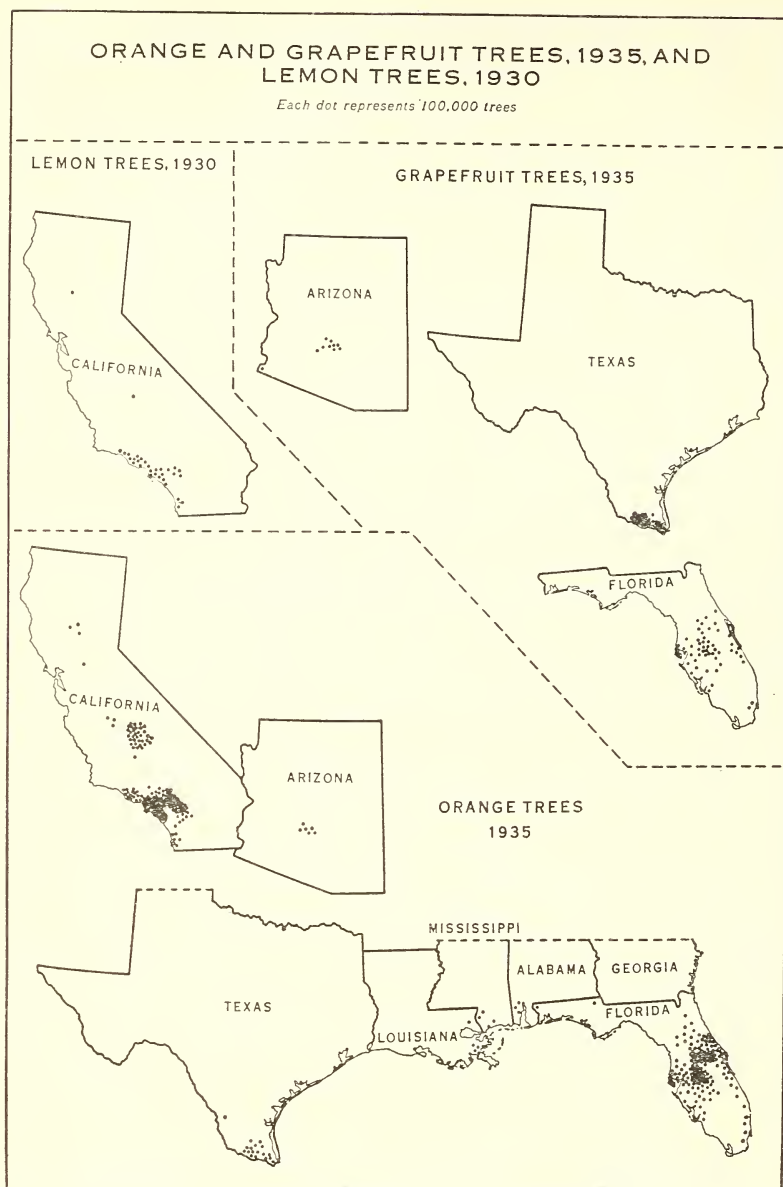 ORANGE AND GRAPEFRUIT TREES, 1935, AND
LEMON TREES, 1930
Each dot represents 100,000 trees
LEMON TREES, 1930
GRAPEFRUIT TREES, 1935
ARIZONA
CALIFORNIA
TEXAS
FLORIDA
CALIFORNIA
ARIZONA
ORANGE TREES
1935
MISSISSIPPI
ALABAMA
GEORGIA
TEXAS
LOUISIANA
FLORIDA